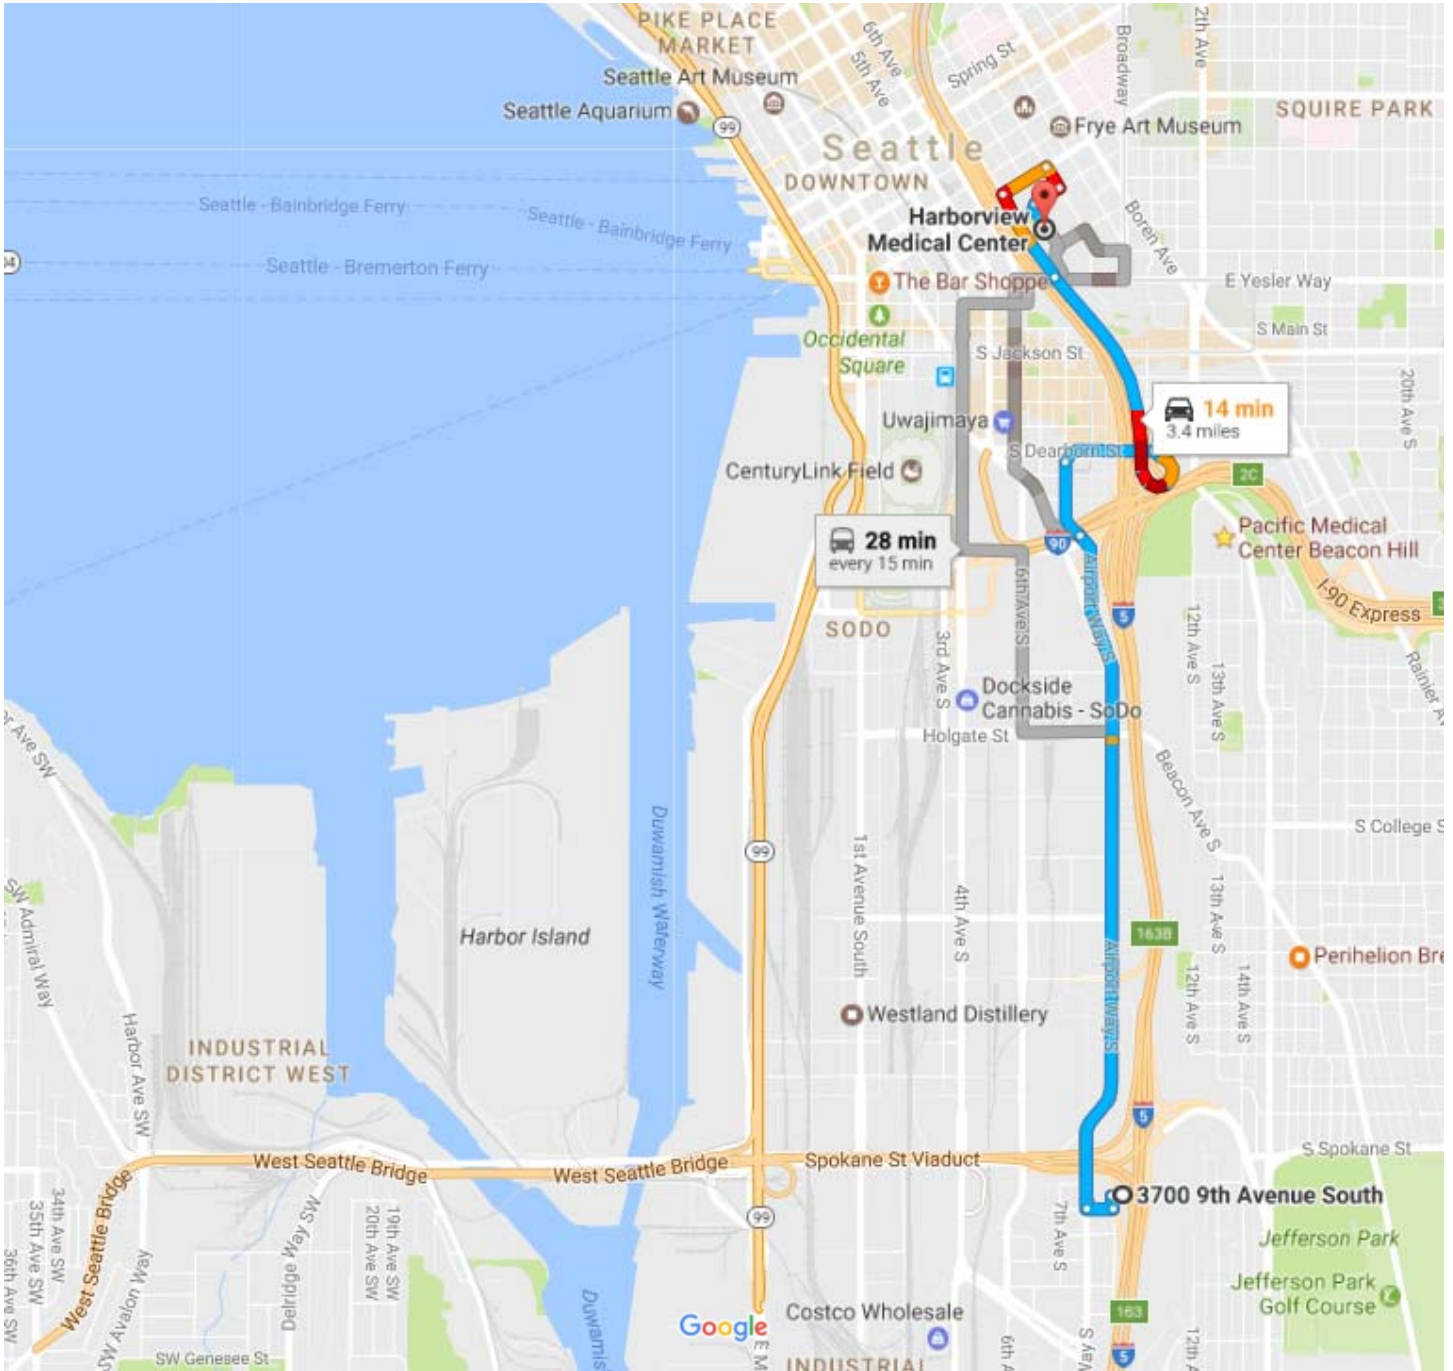 PIKE PLACE
MARKET
Seattle Art Museum
Seattle Aquarium
99
6th Ave
5th Ave
Spring St
Broadway
2th Ave
SQUIRE PARK
Frye Art Museum
Seattle
DOWNTOWN
Seattle - Bainbridge Ferry
Seattle - Bainbridge Ferry
Seattle - Bremerton Ferry
04
Harborview
Medical Center
Boren Ave
The Bar Shoppe
E Yesler Way
Occidental
Square
S Main St
S Jackson St
20th Ave S
14 min
3.4 miles
Uwajimaya
S Dearborn St
CenturyLink Field
2C
28 min
every 15 min
90
Pacific Medical
Center Beacon Hill
I-90 Express
Airport Way S
6th Ave S
5
SODO
3rd Ave S
12th Ave S
13th Ave S
Rainier A
Dockside
Cannabis - SoDo
Holgate St
or Ave SW
Beacon Ave S
Duwamish Waterway
99
S College S
1st Avenue South
4th Ave S
13th Ave S
SW Admiral Way
Harbor Island
163B
Airport Way S
Perihelion Bre
12th Ave S
14th Ave S
Westland Distillery
Harbor Ave SW
INDUSTRIAL
DISTRICT WEST
5
S Spokane St
West Seattle Bridge
West Seattle Bridge
Spokane St Viaduct
West Seattle Bridge
3700 9th Avenue South
34th Ave SW
35th Ave SW
36th Ave SW
SW Avalon Way
Delridge Way SW
19th Ave SW
20th Ave SW
99
7th Ave S
Jefferson Park
Jefferson Park
Golf Course
Duwamis
Google
Costco Wholesale
163
E M
6th A
Way S
12th A
SW Genesee St
INDUSTRIAL
5